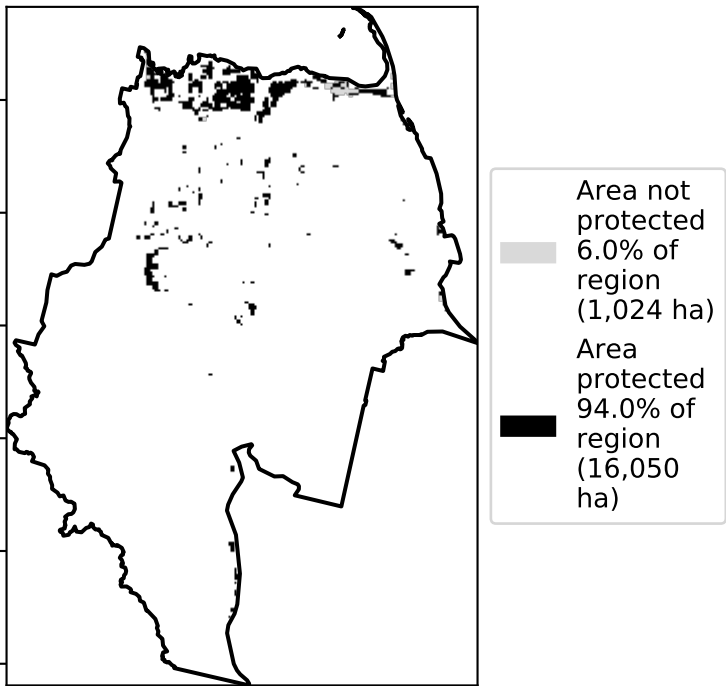 Area not
protected
6.0% of
region
(1,024 ha)
Area
protected
94.0% of
region
(16,050
ha)